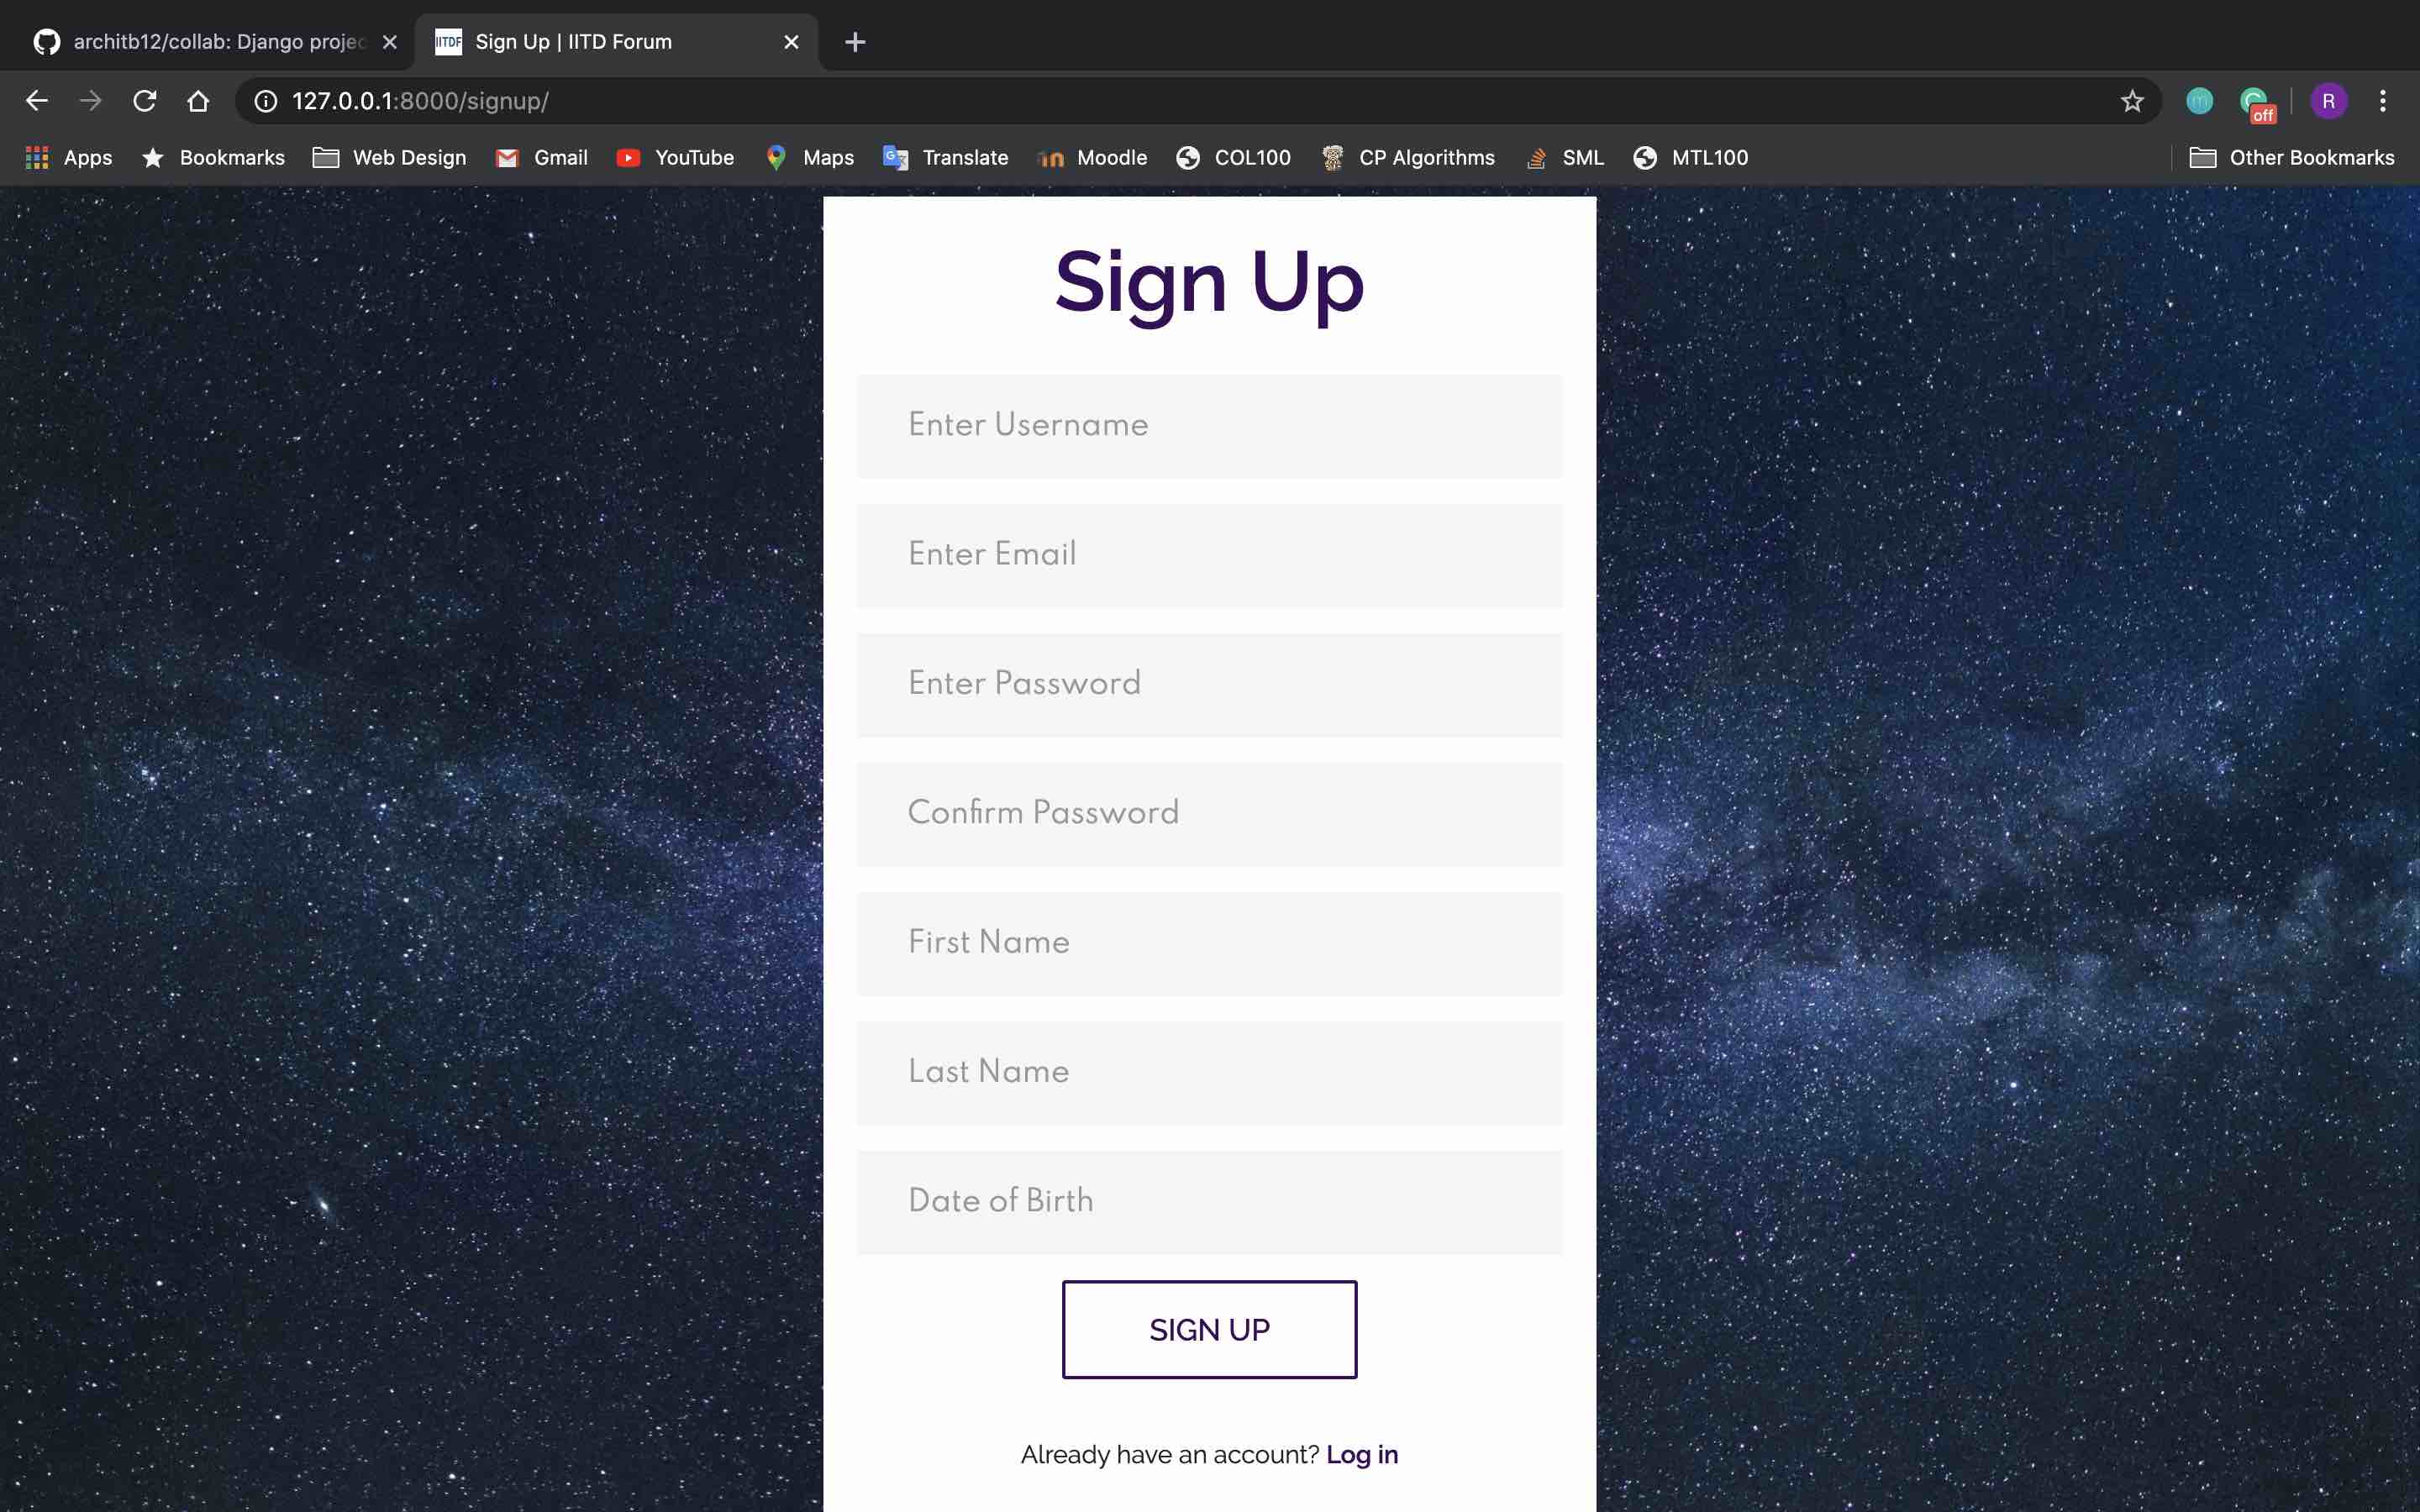 architb12/collab: Django projec
IITDF Sign Up | IITD Forum
127.0.0.1:8000/signup/
off
R
Apps Bookmarks Web Design Gmail YouTube Maps Translate Moodle COL100 CP Algorithms SML MTL100 Other Bookmarks
Sign Up
Enter Username
Enter Email
Enter Password
Confirm Password
First Name
Last Name
Date of Birth
SIGN UP
Already have an account? Log in